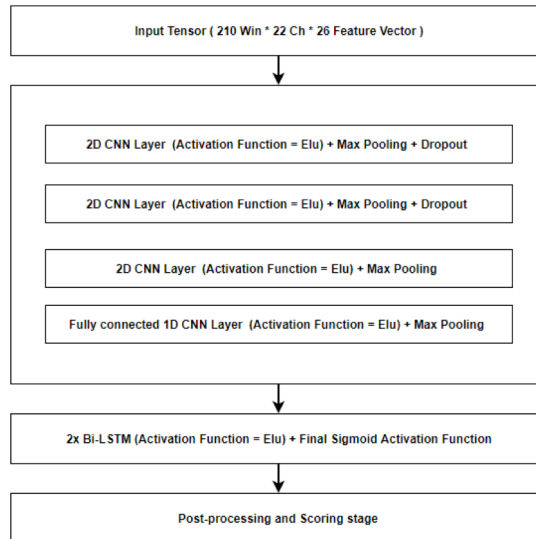 Input Tensor ( 210 Win * 22 Ch * 26 Feature Vector )
2D CNN Layer (Activation Function = Elu) + Max Pooling + Dropout
2D CNN Layer (Activation Function = Elu) + Max Pooling + Dropout
2D CNN Layer (Activation Function = Elu) + Max Pooling
Fully connected 1D CNN Layer (Activation Function = Elu) + Max Pooling
2x Bi-LSTM (Activation Function = Elu) + Final Sigmoid Activation Function
Post-processing and Scoring stage